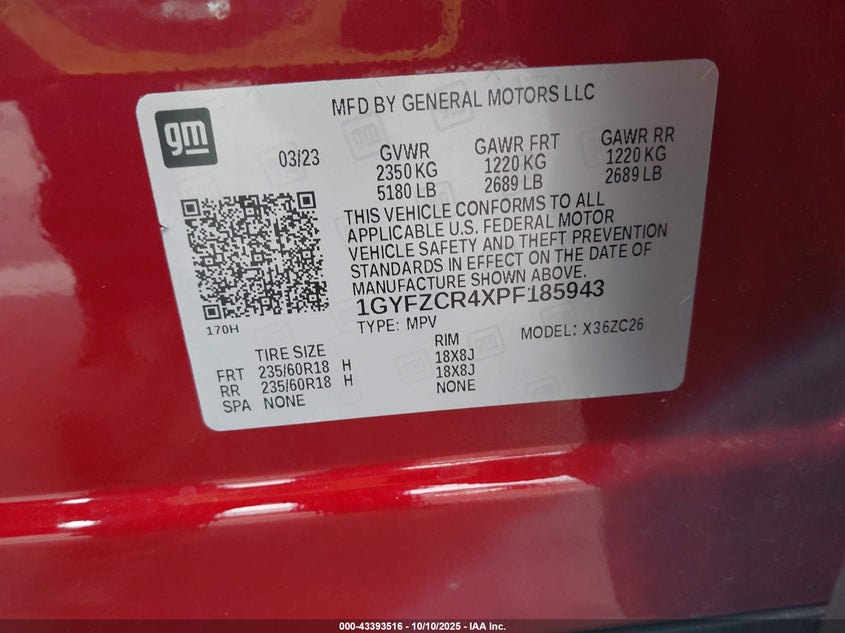 MFD BY GENERAL MOTORS LLC
gm
03/23
GVWR GAWR FRT GAWR RR
2350 KG 1220 KG 1220 KG
5180 LB 2689 LB 2689 LB
THIS VEHICLE CONFORMS TO ALL
APPLICABLE U.S. FEDERAL MOTOR
VEHICLE SAFETY AND THEFT PREVENTION
STANDARDS IN EFFECT ON THE DATE OF
MANUFACTURE SHOWN ABOVE.
1GYFZCR4XPF185943
170H
TYPE: MPV MODEL: X36ZC26
TIRE SIZE RIM
FRT 235/60R18 H 18X8J
RR 235/60R18 H 18X8J
SPA NONE NONE
000-43393516 - 10/10/2025 - IAA Inc.